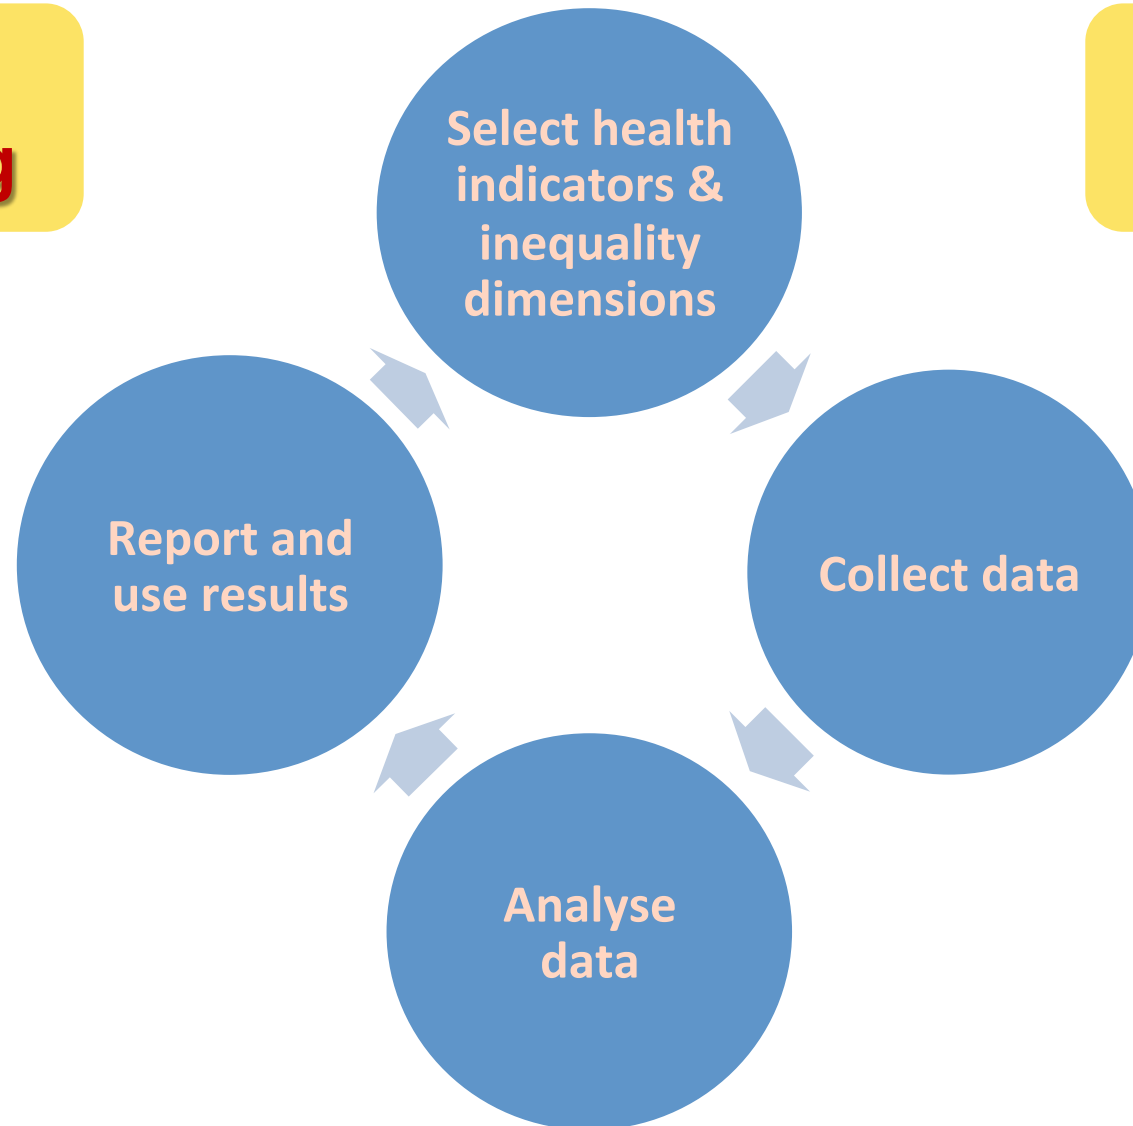 g
Select health
indicators &
inequality
dimensions
Report and
use results
Collect data
Analyse
data